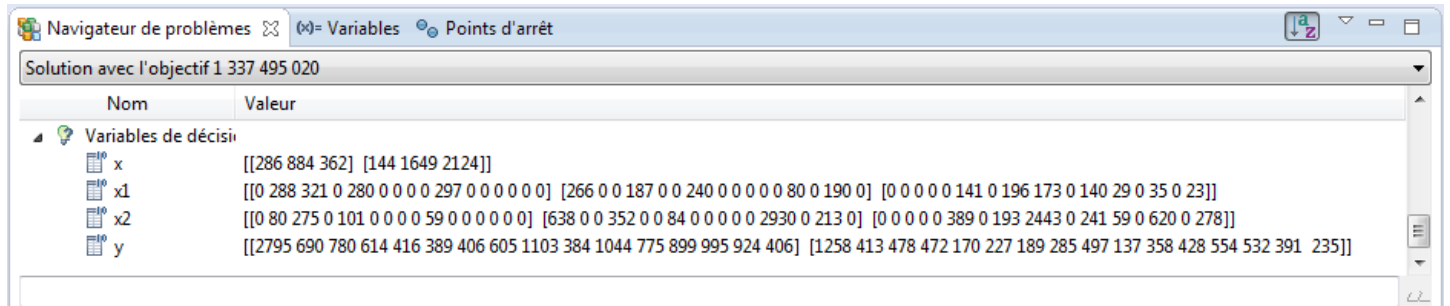 Navigateur de problèmes (x)= Variables Points d'arrêt
Solution avec l'objectif 1 337 495 020
Nom Valeur
Variables de décisi
x [[286 884 362] [144 1649 2124]]
x1 [[0 288 321 0 280 0 0 0 0 297 0 0 0 0 0 0] [266 0 0 187 0 0 240 0 0 0 0 0 80 0 190 0] [0 0 0 0 0 141 0 196 173 0 140 29 0 35 0 23]]
x2 [[0 80 275 0 101 0 0 0 0 59 0 0 0 0 0 0] [638 0 0 352 0 0 84 0 0 0 0 0 2930 0 213 0] [0 0 0 0 0 389 0 193 2443 0 241 59 0 620 0 278]]
y [[2795 690 780 614 416 389 406 605 1103 384 1044 775 899 995 924 406] [1258 413 478 472 170 227 189 285 497 137 358 428 554 532 391 235]]